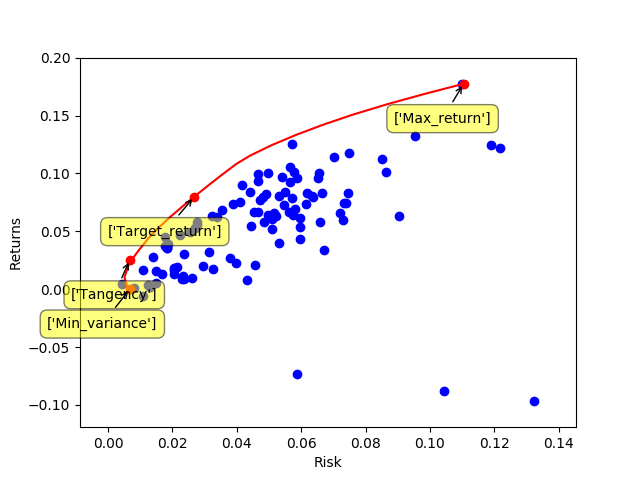 0.20
0.15
0.10
0.05
0.00
−0.05
−0.10
Returns
['Max_return']
['Target_return']
['Tangency']
['Min_variance']
0.00 0.02 0.04 0.06 0.08 0.10 0.12 0.14
Risk